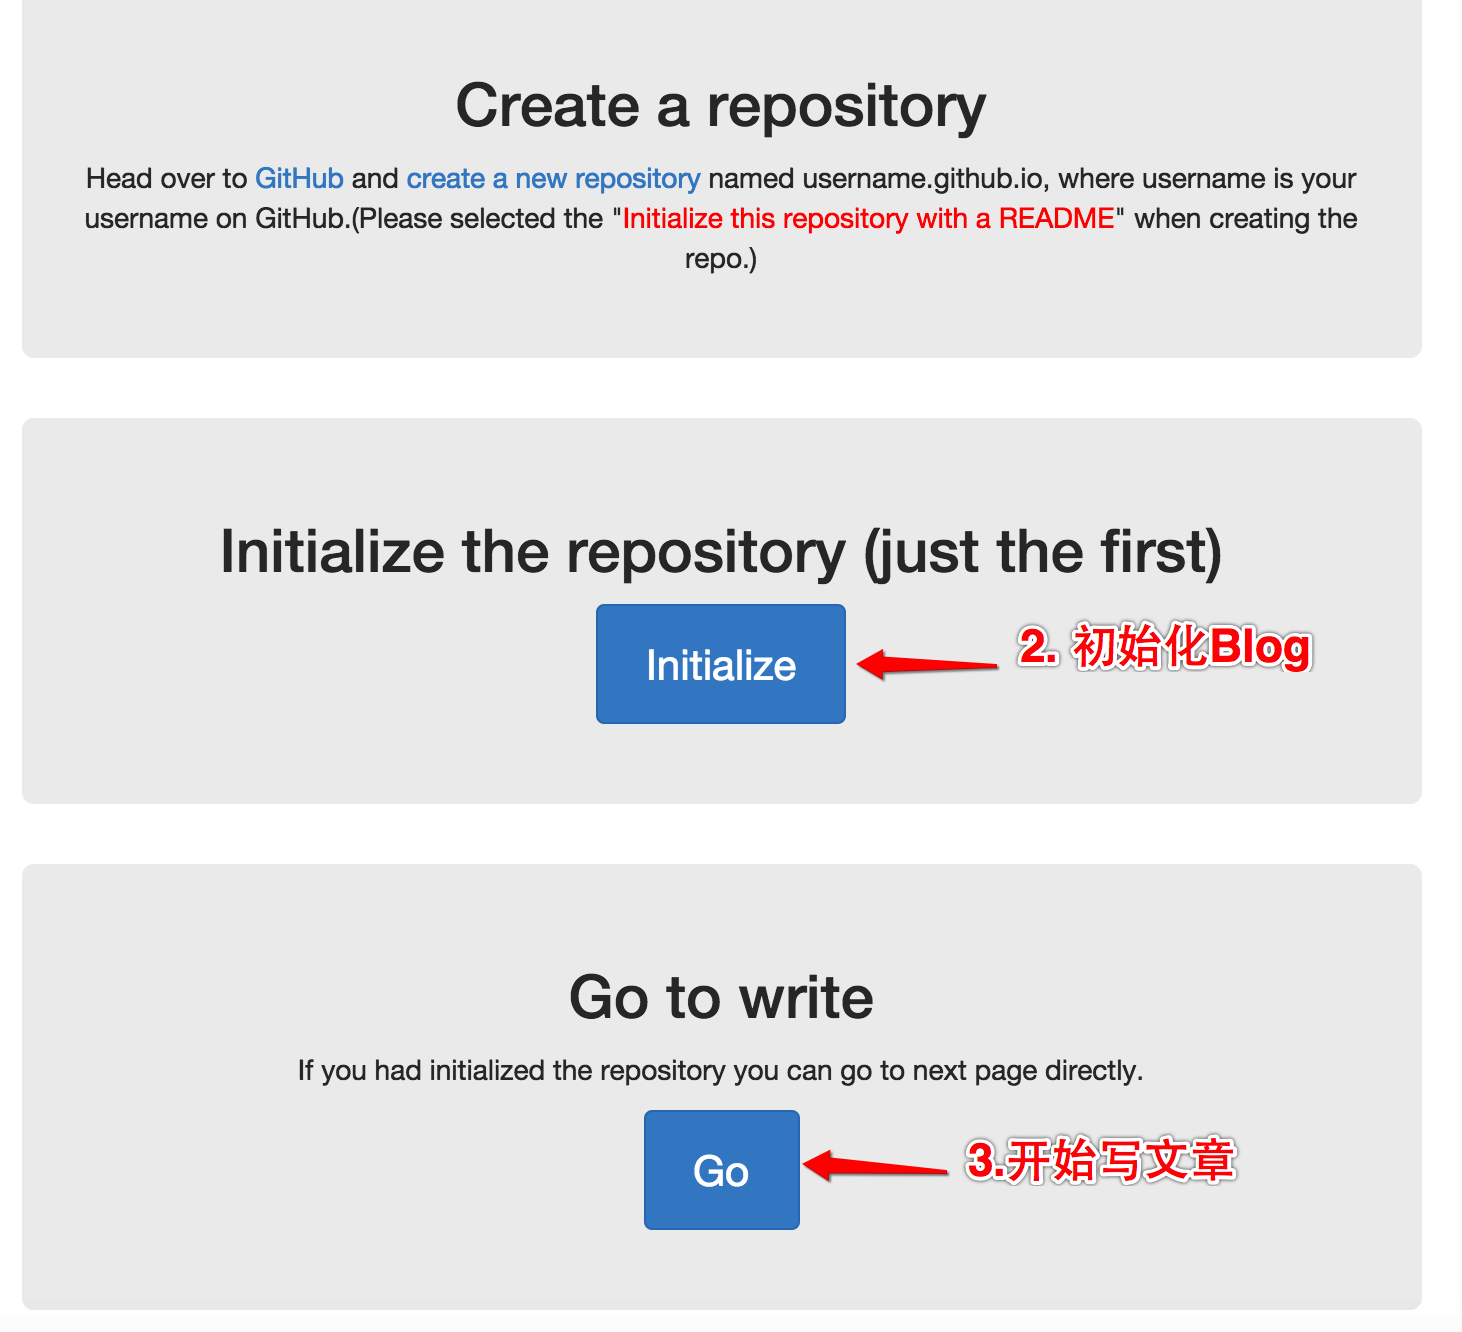 Create a repository
Head over to GitHub and create a new repository named username.github.io, where username is your
username on GitHub.(Please selected the "Initialize this repository with a README" when creating the
repo.)
Initialize the repository (just the first)
Initialize
2. 初始化Blog
Go to write
If you had initialized the repository you can go to next page directly.
Go
3.开始写文章